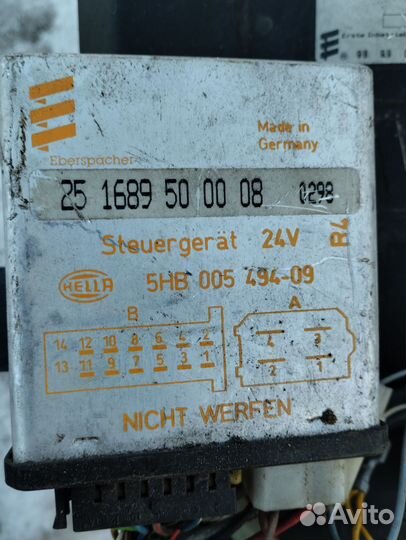 Eberspächer
Made in
Germany
25 1689 50 00 08 0298
Steuergerät 24V
R4
HELLA 5HB 005 494-09
B A
14 12 10 8 6 4 2
13 11 9 7 5 3 1
4 3
2 1
NICHT WERFEN
Avito